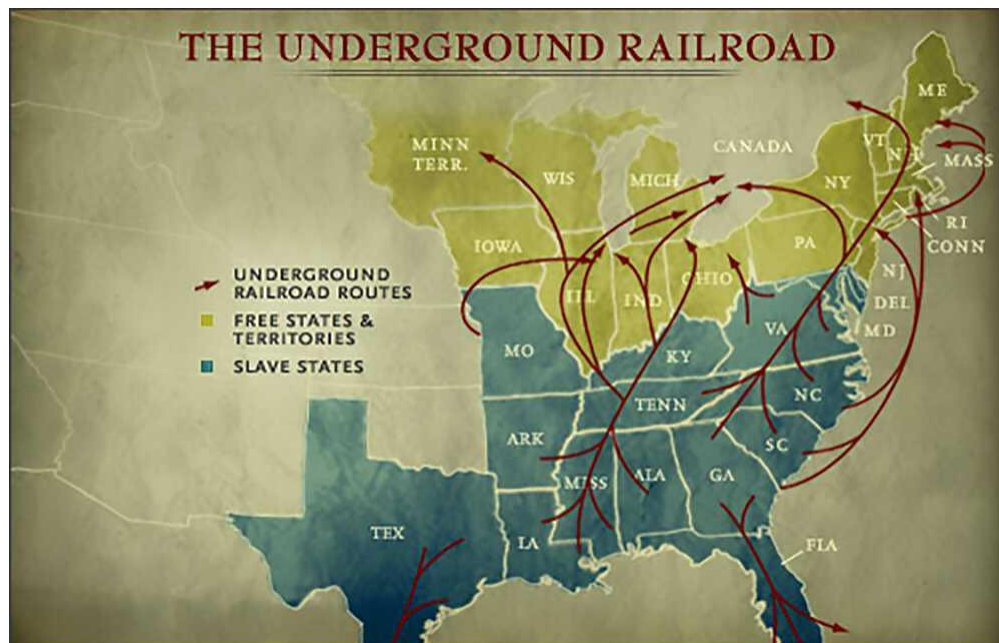 THE UNDERGROUND RAILROAD
ME
MINN
TERR.
VT
NH
MASS
CANADA
WIS
MICH
NY
RI
CONN
IOWA
PA
NJ
UNDERGROUND
RAILROAD ROUTES
ILL
IND
OHIO
DEL
FREE STATES &
TERRITORIES
VA
MD
MO
KY
SLAVE STATES
TENN
NC
ARK
SC
MISS
ALA
GA
TEX
LA
FLA